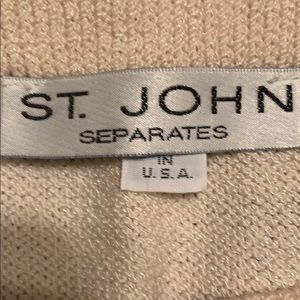 ST. JOHN
SEPARATES
IN
U.S.A.